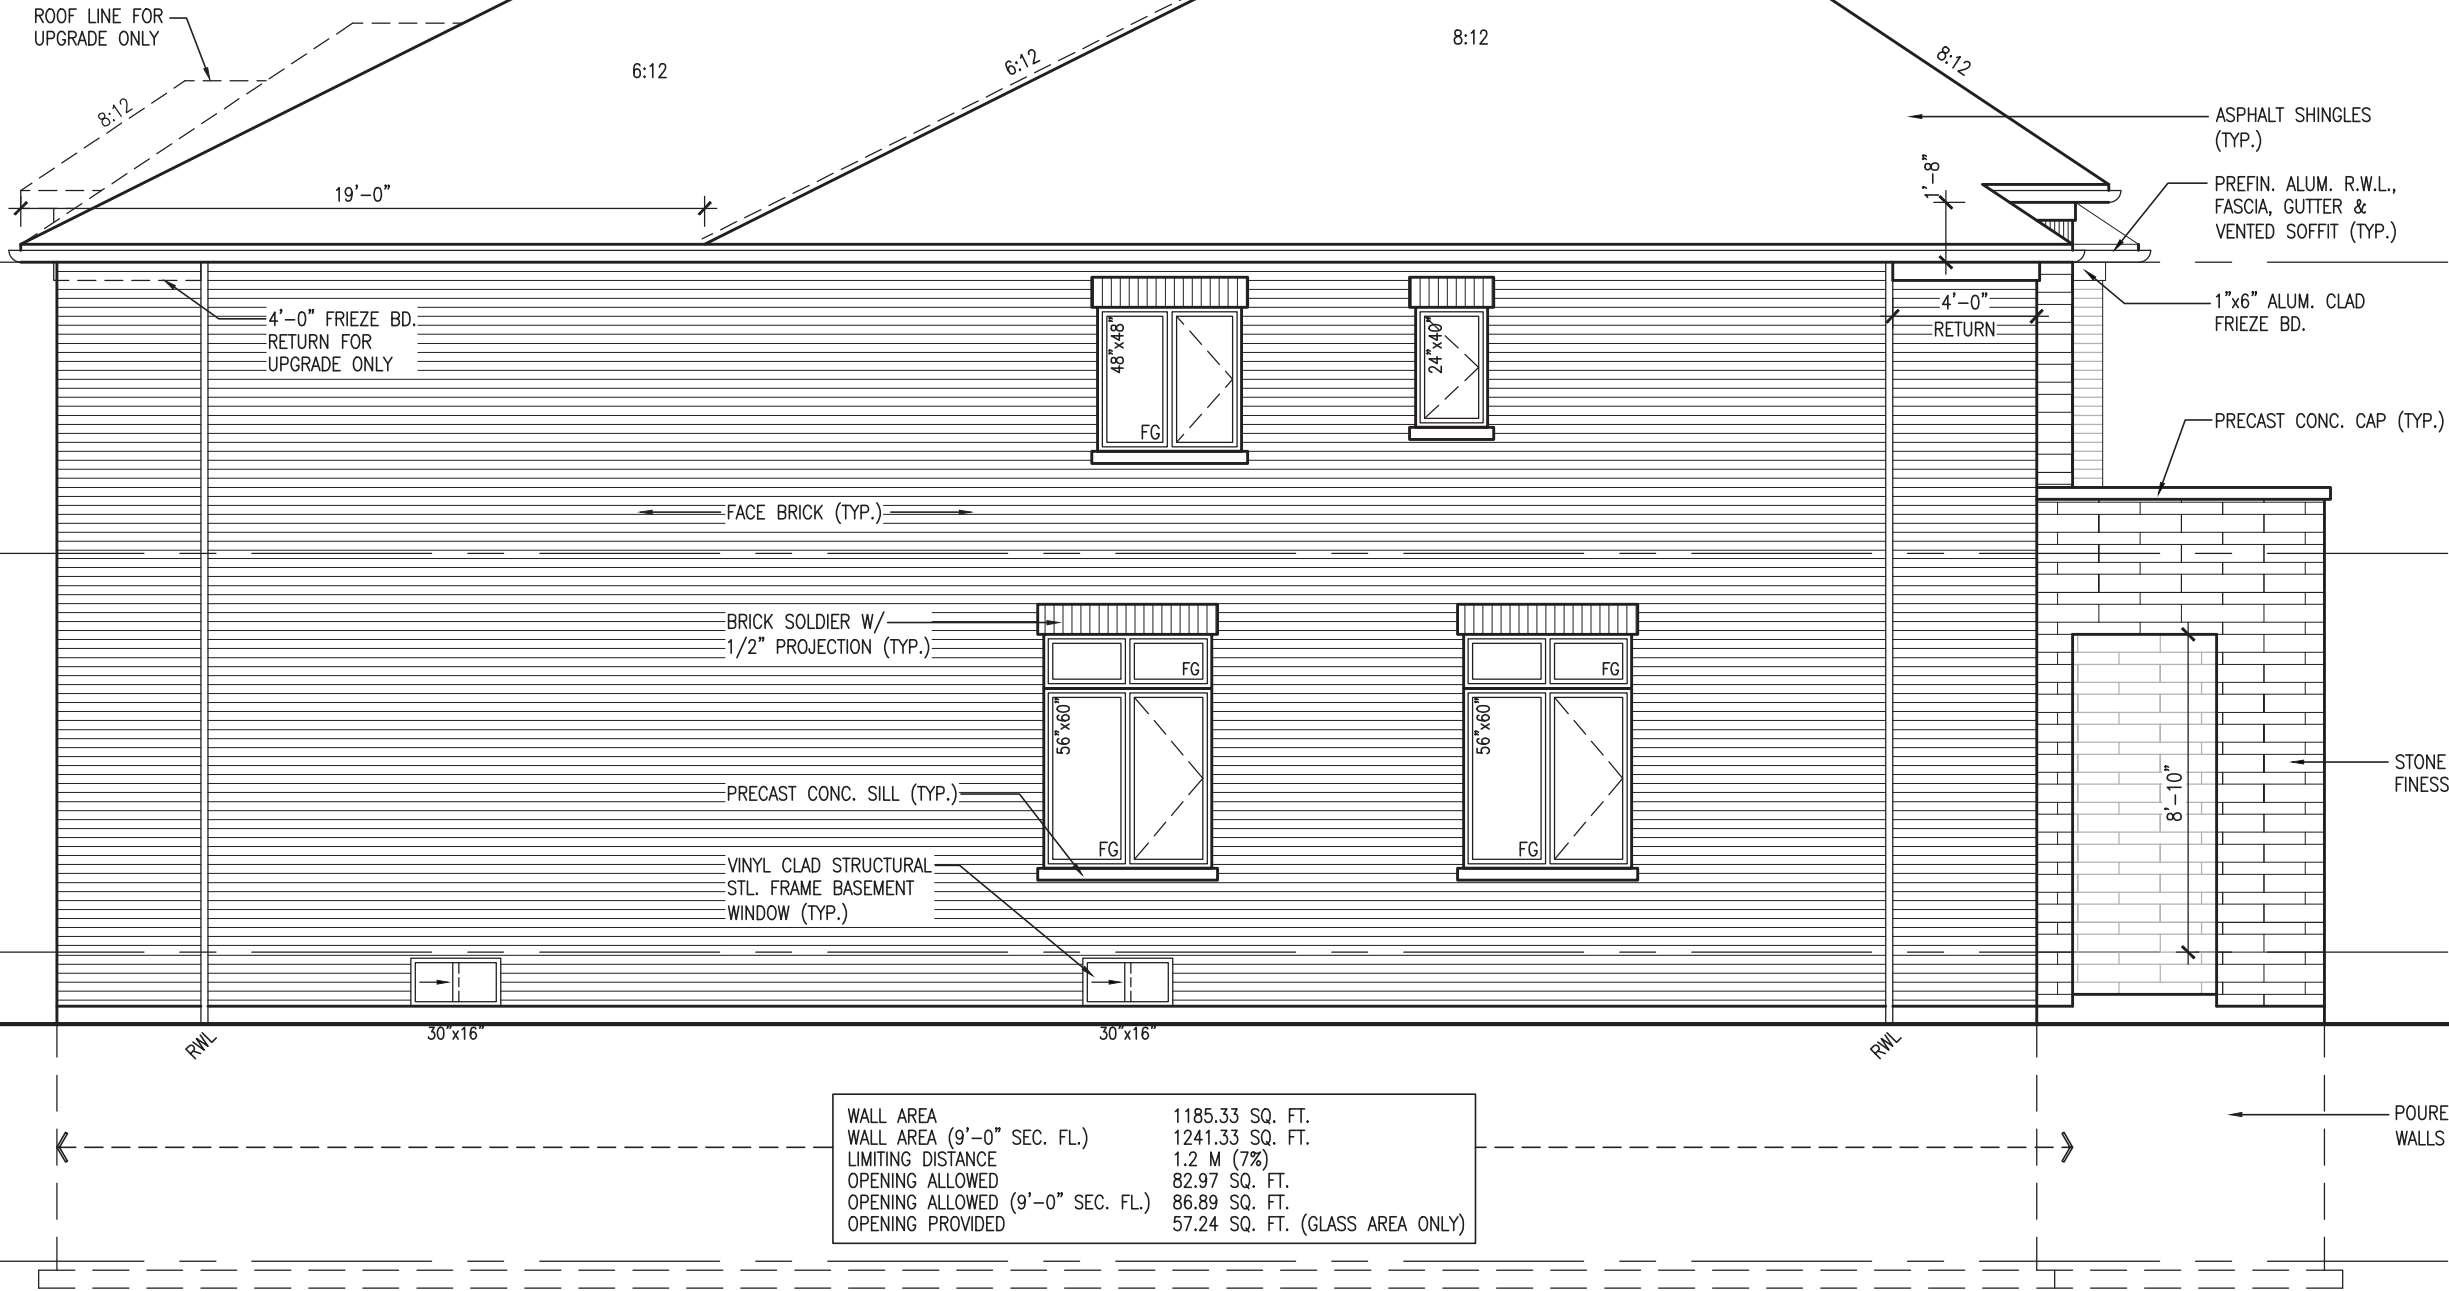 ROOF LINE FOR
UPGRADE ONLY
8:12
6:12
6:12
8:12
8:12
ASPHALT SHINGLES
(TYP.)
19'-0"
1'-8"
PREFIN. ALUM. R.W.L.,
FASCIA, GUTTER &
VENTED SOFFIT (TYP.)
4'-0" FRIEZE BD.
RETURN FOR
UPGRADE ONLY
48"x48"
FG
24"x40"
4'-0"
RETURN
1"x6" ALUM. CLAD
FRIEZE BD.
PRECAST CONC. CAP (TYP.)
FACE BRICK (TYP.)
BRICK SOLDIER W/
1/2" PROJECTION (TYP.)
FG
FG
56"x60"
56"x60"
FG
FG
8'-10"
STONE
FINESS
PRECAST CONC. SILL (TYP.)
VINYL CLAD STRUCTURAL
STL. FRAME BASEMENT
WINDOW (TYP.)
RWL
30"x16"
30"x16"
RWL
WALL AREA 1185.33 SQ. FT.
WALL AREA (9'-0" SEC. FL.) 1241.33 SQ. FT.
LIMITING DISTANCE 1.2 M (7%)
OPENING ALLOWED 82.97 SQ. FT.
OPENING ALLOWED (9'-0" SEC. FL.) 86.89 SQ. FT.
OPENING PROVIDED 57.24 SQ. FT. (GLASS AREA ONLY)
POURE
WALLS